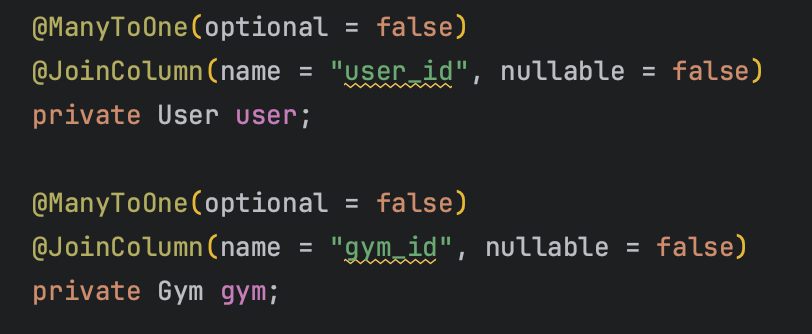 @ManyToOne(optional = false)
@JoinColumn(name = "user_id", nullable = false)
private User user;
@ManyToOne(optional = false)
@JoinColumn(name = "gym_id", nullable = false)
private Gym gym;